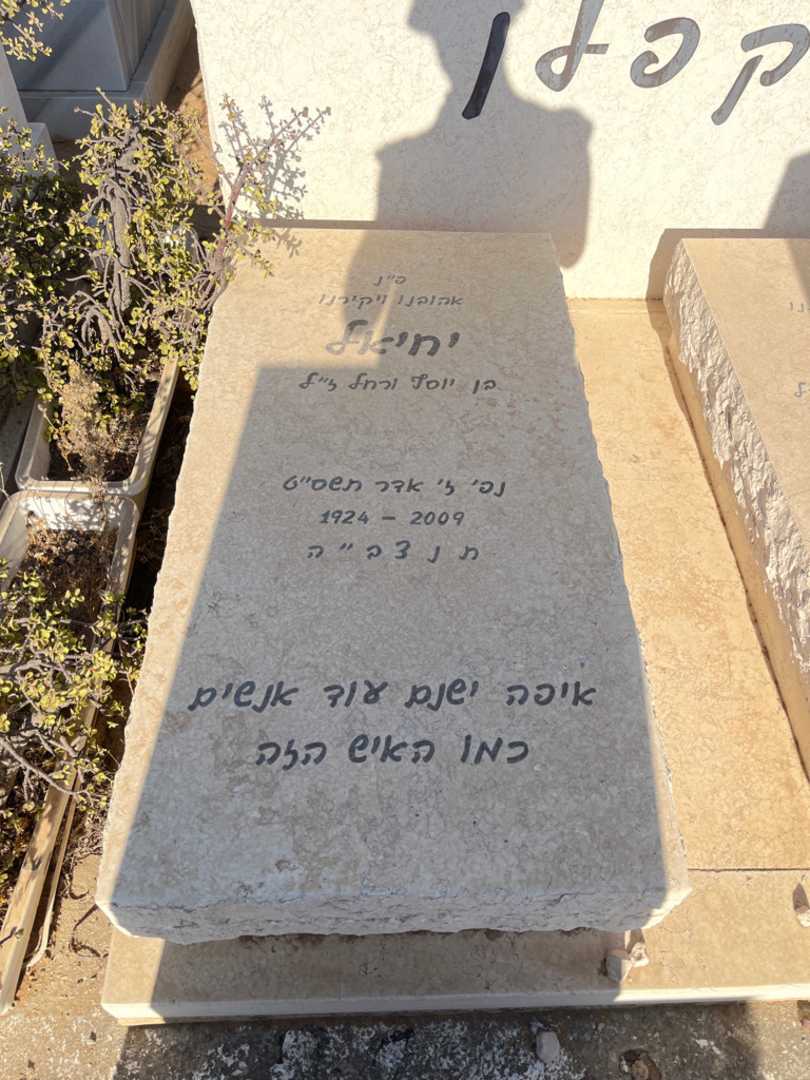 קפלן
פ״נ
אהובנו ויקירנו
יחיאל
בן יוסף ורחל ז״ל
נפ׳ ז׳ אדר תשס״ט
1924 – 2009
ת נ צ ב ״ ה
איפה ישנם עוד אנשים
כמו האיש הזה